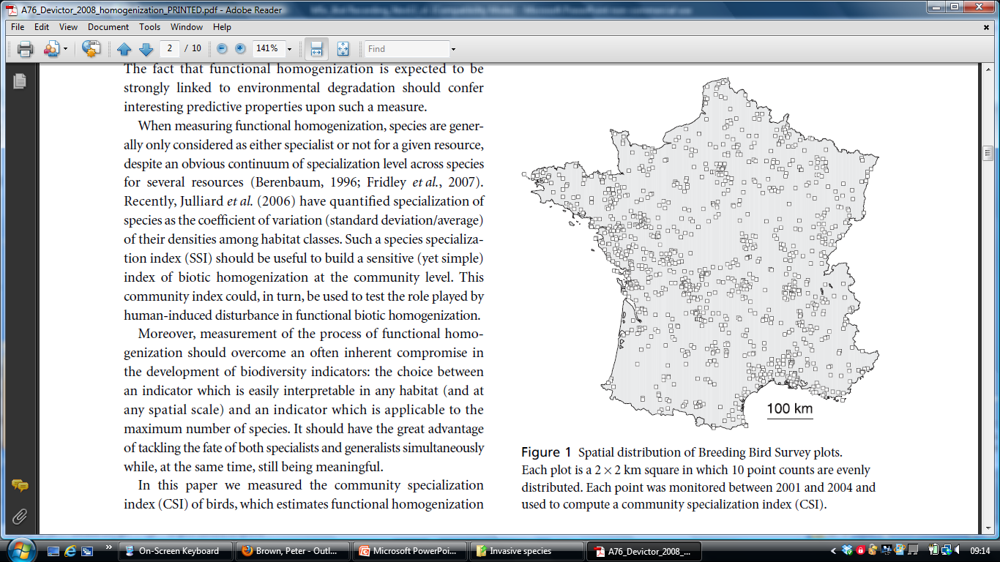 A76_Devictor_2008_homogenization_PRINTED.pdf - Adobe Reader
File Edit View Document Tools Window Help
2 / 10 141% Find
The fact that functional homogenization is expected to be
strongly linked to environmental degradation should confer
interesting predictive properties upon such a measure.
When measuring functional homogenization, species are gener-
ally only considered as either specialist or not for a given resource,
despite an obvious continuum of specialization level across species
for several resources (Berenbaum, 1996; Fridley et al., 2007).
Recently, Julliard et al. (2006) have quantified specialization of
species as the coefficient of variation (standard deviation/average)
of their densities among habitat classes. Such a species specializa-
tion index (SSI) should be useful to build a sensitive (yet simple)
index of biotic homogenization at the community level. This
community index could, in turn, be used to test the role played by
human-induced disturbance in functional biotic homogenization.
Moreover, measurement of the process of functional homo-
genization should overcome an often inherent compromise in
the development of biodiversity indicators: the choice between
an indicator which is easily interpretable in any habitat (and at
any spatial scale) and an indicator which is applicable to the
maximum number of species. It should have the great advantage
of tackling the fate of both specialists and generalists simultaneously
while, at the same time, still being meaningful.
In this paper we measured the community specialization
index (CSI) of birds, which estimates functional homogenization
100 km
Figure 1 Spatial distribution of Breeding Bird Survey plots.
Each plot is a 2 × 2 km square in which 10 point counts are evenly
distributed. Each point was monitored between 2001 and 2004 and
used to compute a community specialization index (CSI).
On-Screen Keyboard Brown, Peter - Outl... Microsoft PowerPoi... Invasive species A76_Devictor_2008_... 09:14